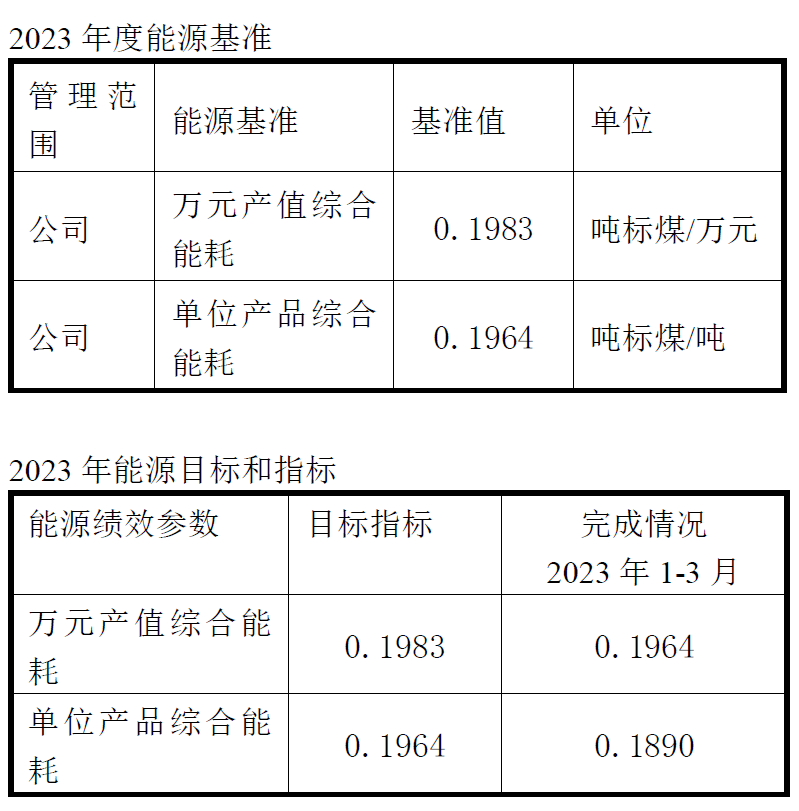 2023 年度能源基准
管理范
围
能源基准
基准值
单位
公司
万元产值综合
能耗
0.1983
吨标煤/万元
公司
单位产品综合
能耗
0.1964
吨标煤/吨
2023 年能源目标和指标
能源绩效参数
目标指标
完成情况
2023 年 1-3 月
万元产值综合能
耗
0.1983
0.1964
单位产品综合能
耗
0.1964
0.1890